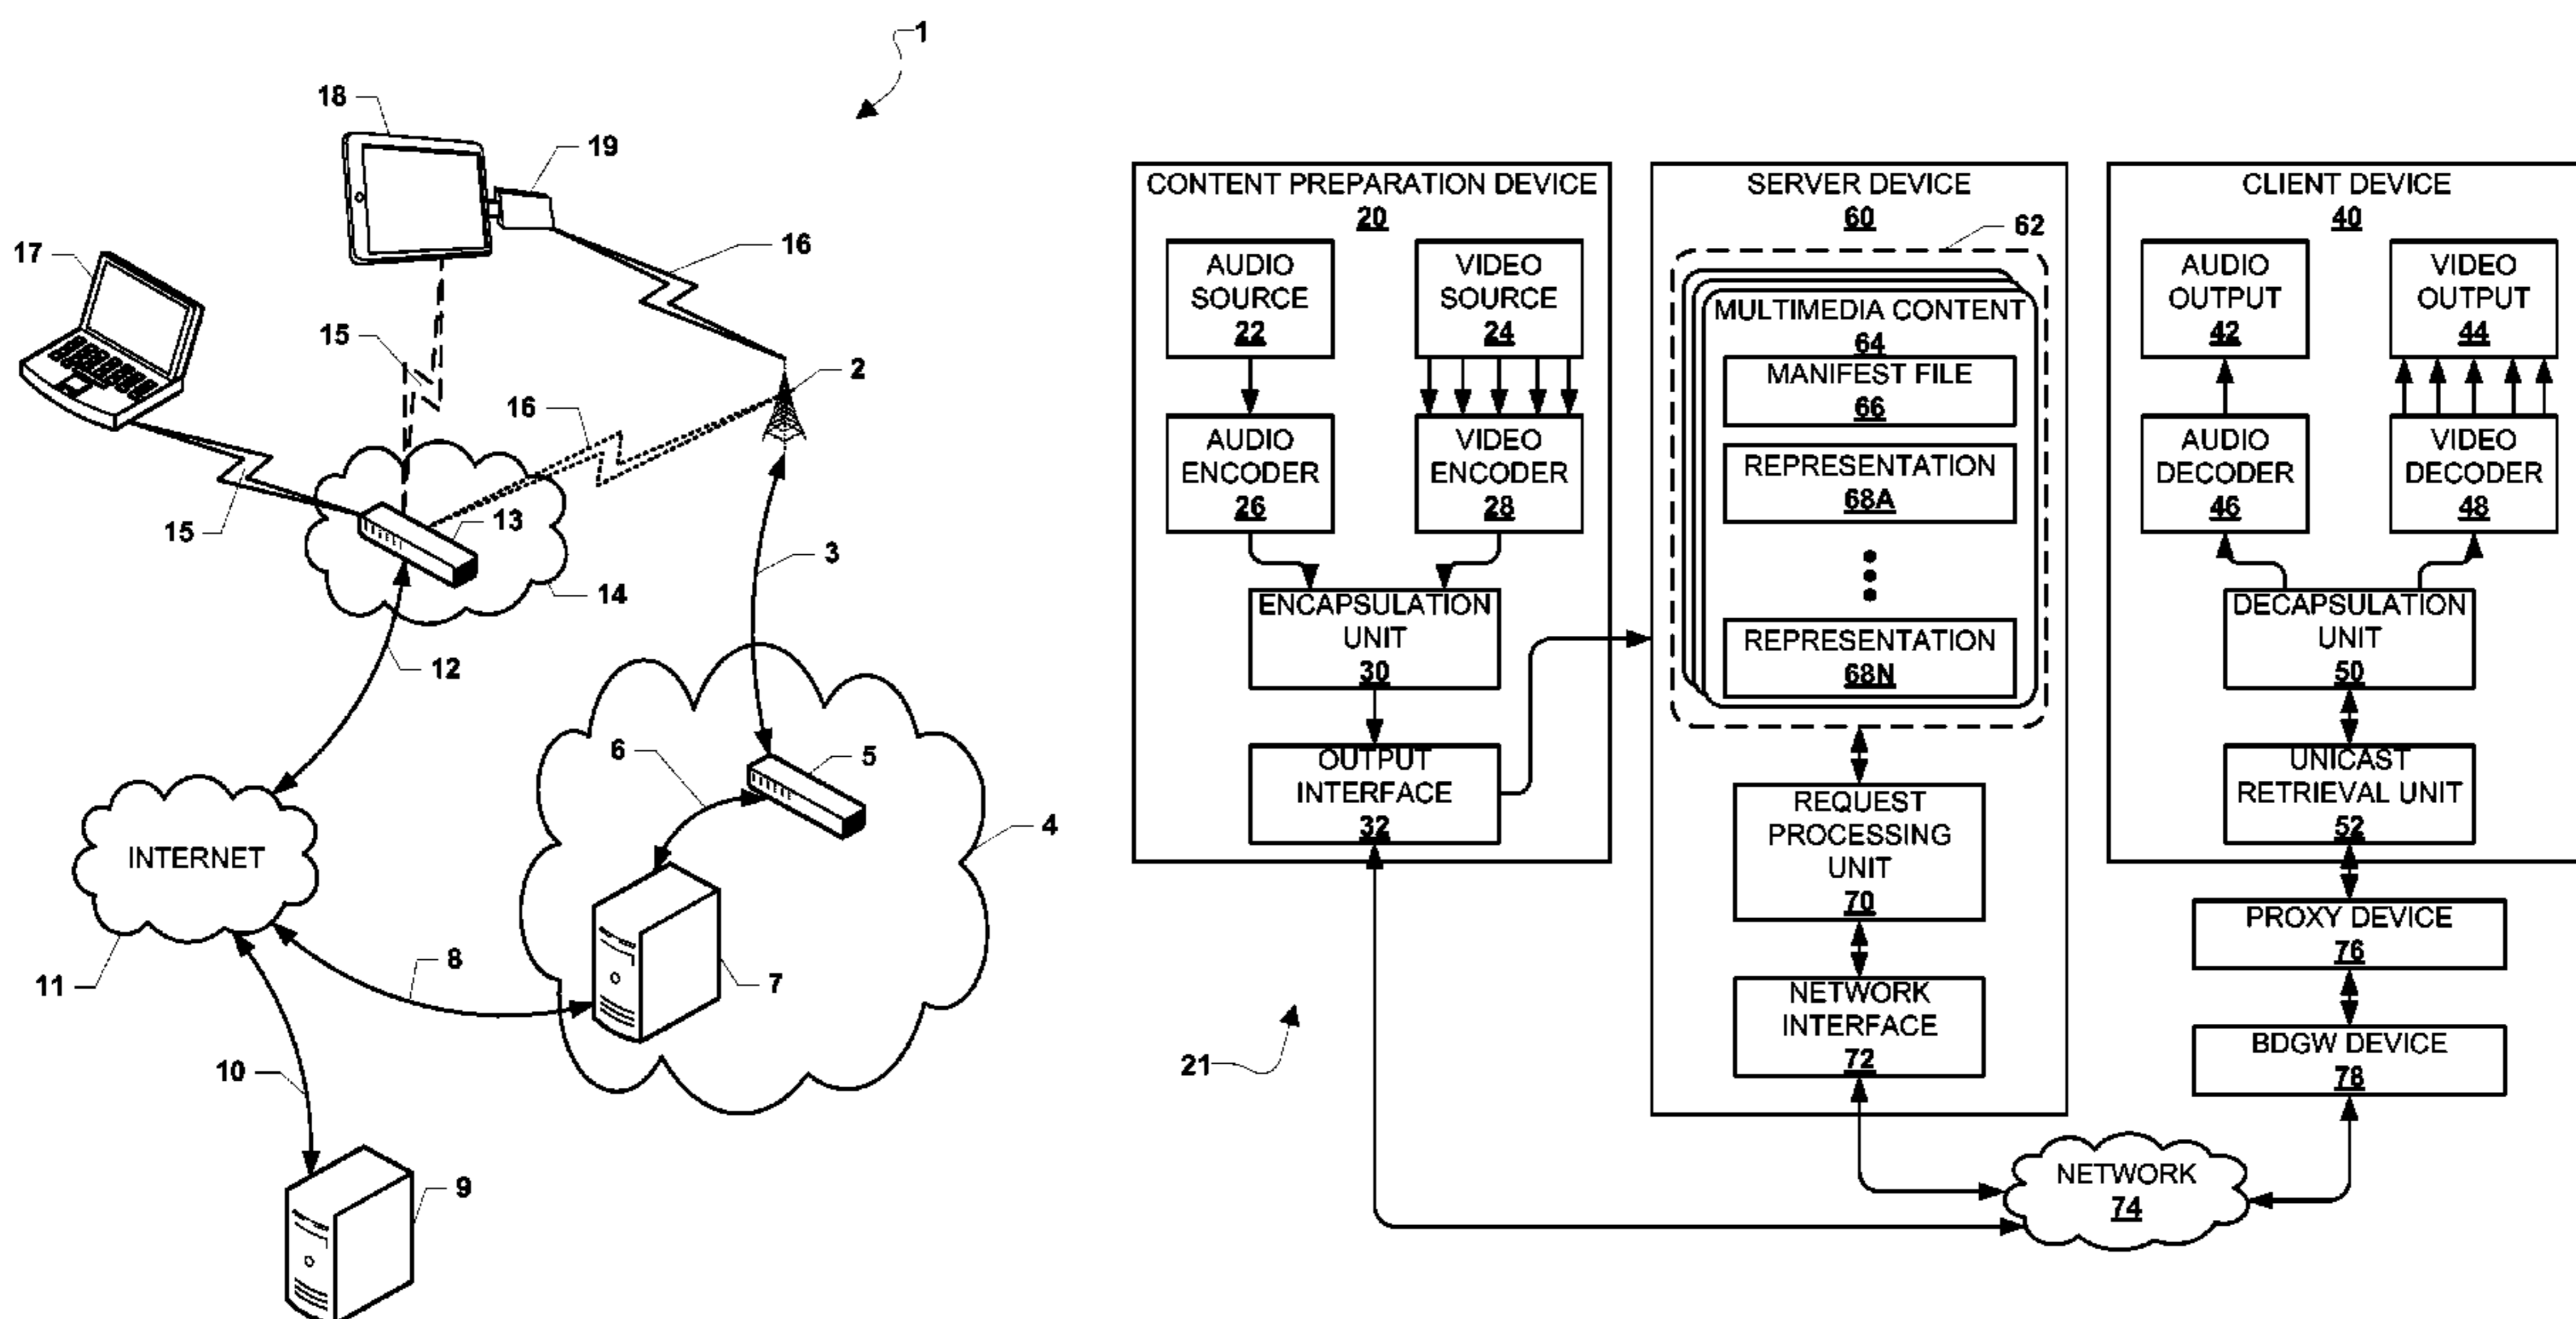 1
18
19
17
16
15
2
16
13
15
14
3
12
6
5
4
INTERNET
11
8
7
10
9
CONTENT PREPARATION DEVICE
20
AUDIO
SOURCE
22
VIDEO
SOURCE
24
AUDIO
ENCODER
26
VIDEO
ENCODER
28
ENCAPSULATION
UNIT
30
OUTPUT
INTERFACE
32
21
SERVER DEVICE
60
62
MULTIMEDIA CONTENT
64
MANIFEST FILE
66
REPRESENTATION
68A
REPRESENTATION
68N
REQUEST
PROCESSING
UNIT
70
NETWORK
INTERFACE
72
CLIENT DEVICE
40
AUDIO
OUTPUT
42
VIDEO
OUTPUT
44
AUDIO
DECODER
46
VIDEO
DECODER
48
DECAPSULATION
UNIT
50
UNICAST
RETRIEVAL UNIT
52
PROXY DEVICE
76
BDGW DEVICE
78
NETWORK
74